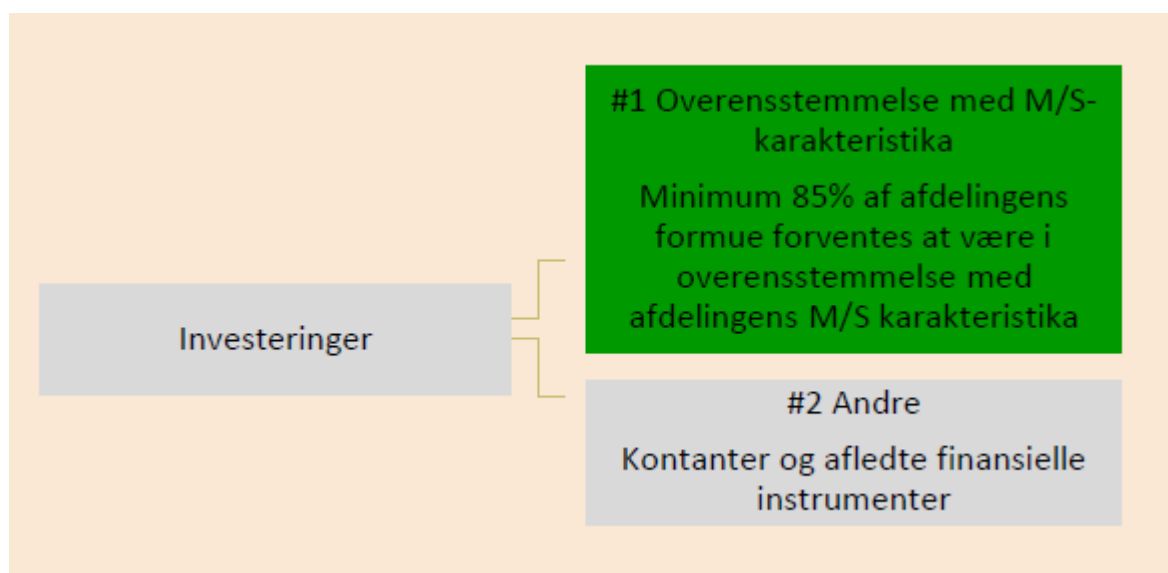 Investeringer
#1 Overensstemmelse med M/S-
karakteristika
Minimum 85% af afdelingens
formue forventes at være i
overensstemmelse med
afdelingens M/S karakteristika
#2 Andre
Kontanter og afledte finansielle
instrumenter